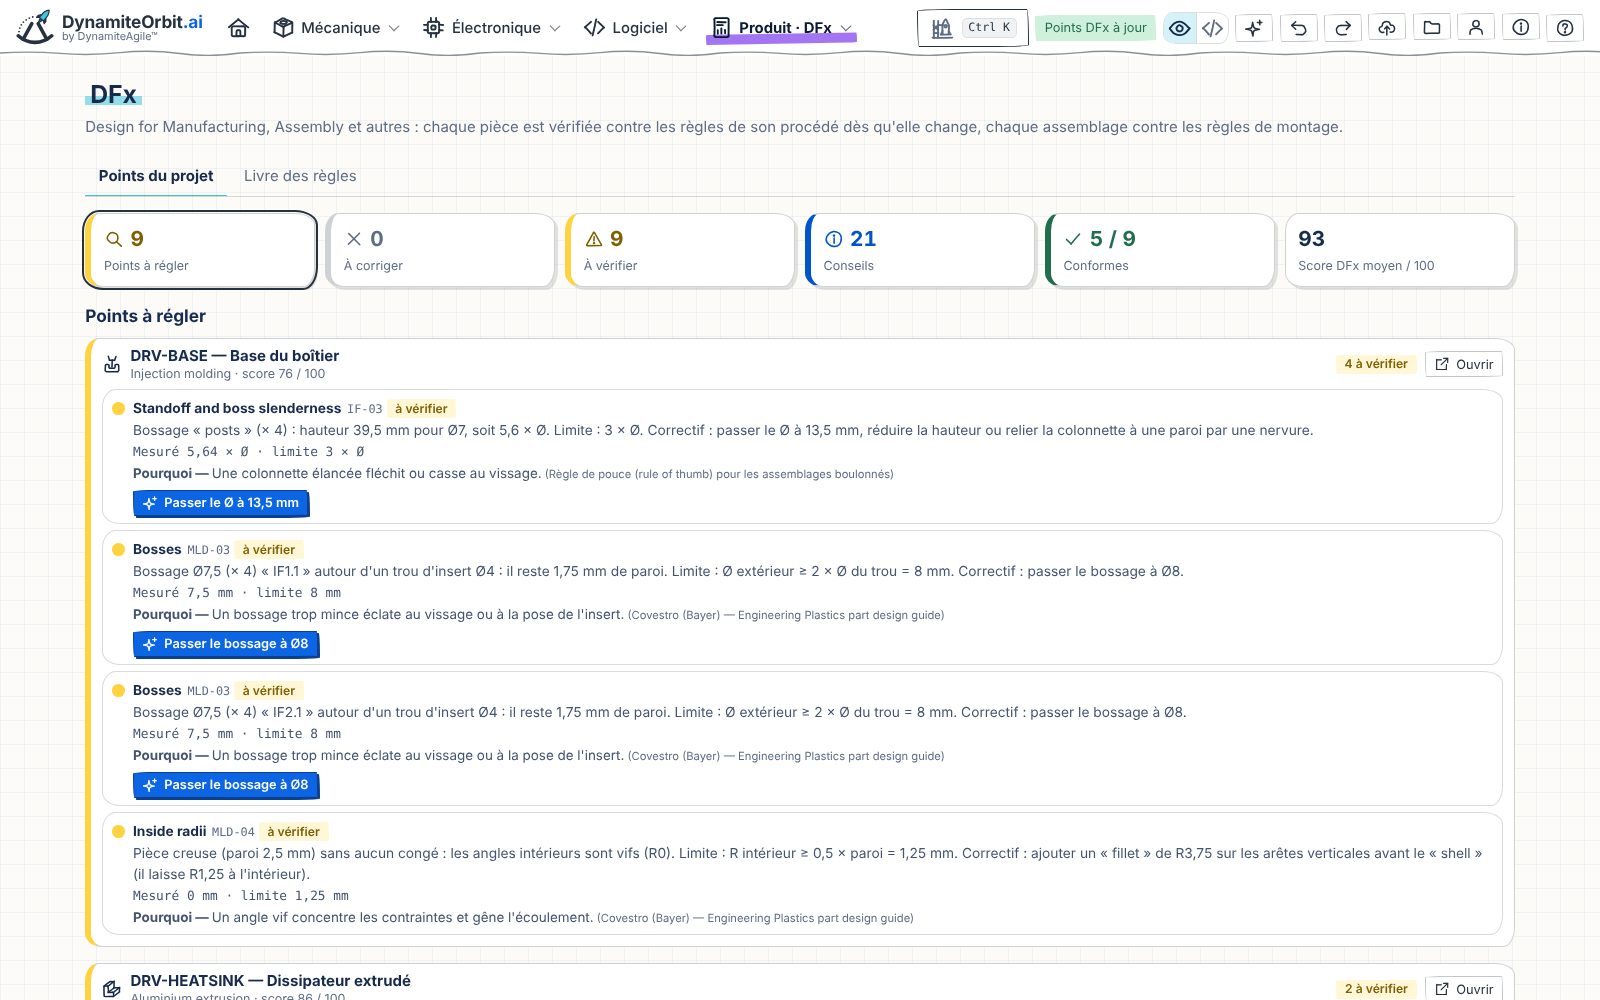 DynamiteOrbit.ai
by DynamiteAgile™
Mécanique
Électronique
Logiciel
Produit · DFx
Ctrl K
Points DFx à jour
DFx
Design for Manufacturing, Assembly et autres : chaque pièce est vérifiée contre les règles de son procédé dès qu'elle change, chaque assemblage contre les règles de montage.
Points du projet
Livre des règles
9
Points à régler
0
À corriger
9
À vérifier
21
Conseils
5 / 9
Conformes
93
Score DFx moyen / 100
Points à régler
DRV-BASE — Base du boîtier
Injection molding · score 76 / 100
4 à vérifier
Ouvrir
Standoff and boss slenderness IF-03 à vérifier
Bossage « posts » (× 4) : hauteur 39,5 mm pour Ø7, soit 5,6 × Ø. Limite : 3 × Ø. Correctif : passer le Ø à 13,5 mm, réduire la hauteur ou relier la colonnette à une paroi par une nervure.
Mesuré 5,64 × Ø · limite 3 × Ø
Pourquoi — Une colonnette élancée fléchit ou casse au vissage. (Règle de pouce (rule of thumb) pour les assemblages boulonnés)
Passer le Ø à 13,5 mm
Bosses MLD-03 à vérifier
Bossage Ø7,5 (× 4) « IF1.1 » autour d'un trou d'insert Ø4 : il reste 1,75 mm de paroi. Limite : Ø extérieur ≥ 2 × Ø du trou = 8 mm. Correctif : passer le bossage à Ø8.
Mesuré 7,5 mm · limite 8 mm
Pourquoi — Un bossage trop mince éclate au vissage ou à la pose de l'insert. (Covestro (Bayer) — Engineering Plastics part design guide)
Passer le bossage à Ø8
Bosses MLD-03 à vérifier
Bossage Ø7,5 (× 4) « IF2.1 » autour d'un trou d'insert Ø4 : il reste 1,75 mm de paroi. Limite : Ø extérieur ≥ 2 × Ø du trou = 8 mm. Correctif : passer le bossage à Ø8.
Mesuré 7,5 mm · limite 8 mm
Pourquoi — Un bossage trop mince éclate au vissage ou à la pose de l'insert. (Covestro (Bayer) — Engineering Plastics part design guide)
Passer le bossage à Ø8
Inside radii MLD-04 à vérifier
Pièce creuse (paroi 2,5 mm) sans aucun congé : les angles intérieurs sont vifs (R0). Limite : R intérieur ≥ 0,5 × paroi = 1,25 mm. Correctif : ajouter un « fillet » de R3,75 sur les arêtes verticales avant le « shell »
(il laisse R1,25 à l'intérieur).
Mesuré 0 mm · limite 1,25 mm
Pourquoi — Un angle vif concentre les contraintes et gêne l'écoulement. (Covestro (Bayer) — Engineering Plastics part design guide)
DRV-HEATSINK — Dissipateur extrudé
Aluminium extrusion · score 86 / 100
2 à vérifier
Ouvrir